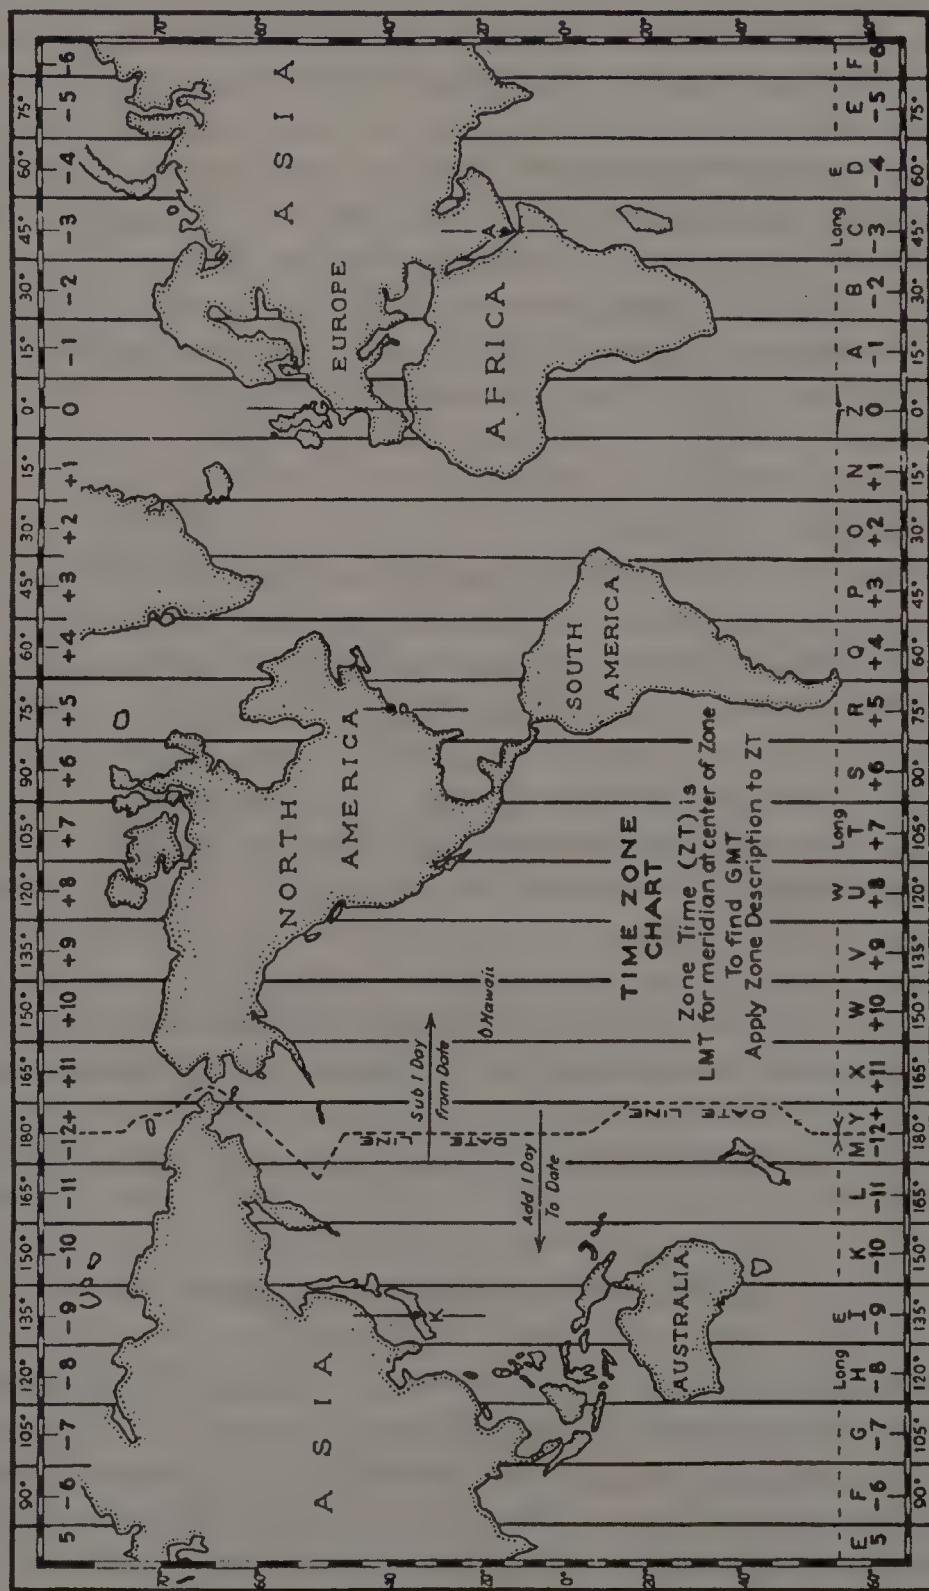 90° 105° 120° 135° 150° 165° 180° 165° 150° 135° 120° 105° 90° 75° 60° 45° 30° 15° 0° 15° 30° 45° 60° 75°
5 -6 -7 -8 -9 -10 -11 -12+ +11 +10 +9 +8 +7 +6 +5 +4 +3 +2 +1 0 -1 -2 -3 -4 -5 -6
70° 70°
60° 60°
40° 40°
20° 20°
0° 0°
20° 20°
40° 40°
60° 60°
ASIA
NORTH
AMERICA
EUROPE
ASIA
AFRICA
SOUTH
AMERICA
AUSTRALIA
K
P
A
DATE
LINE
Sub 1 Day
from Date
Hawaii
Add 1 Day
To Date
DATE
LINE
TIME ZONE
CHART
Zone Time (ZT) is
LMT for meridian at center of Zone
To find GMT
Apply Zone Description to ZT
Long E
W Long
Long E
E F G H I K L M Y X W V U T S R Q P O N Z A B C D E F
5 -6 -7 -8 -9 -10 -11 -12+ +11 +10 +9 +8 +7 +6 +5 +4 +3 +2 +1 0 -1 -2 -3 -4 -5 -6
90° 105° 120° 135° 150° 165° 180° 165° 150° 135° 120° 105° 90° 75° 60° 45° 30° 15° 0° 15° 30° 45° 60° 75°